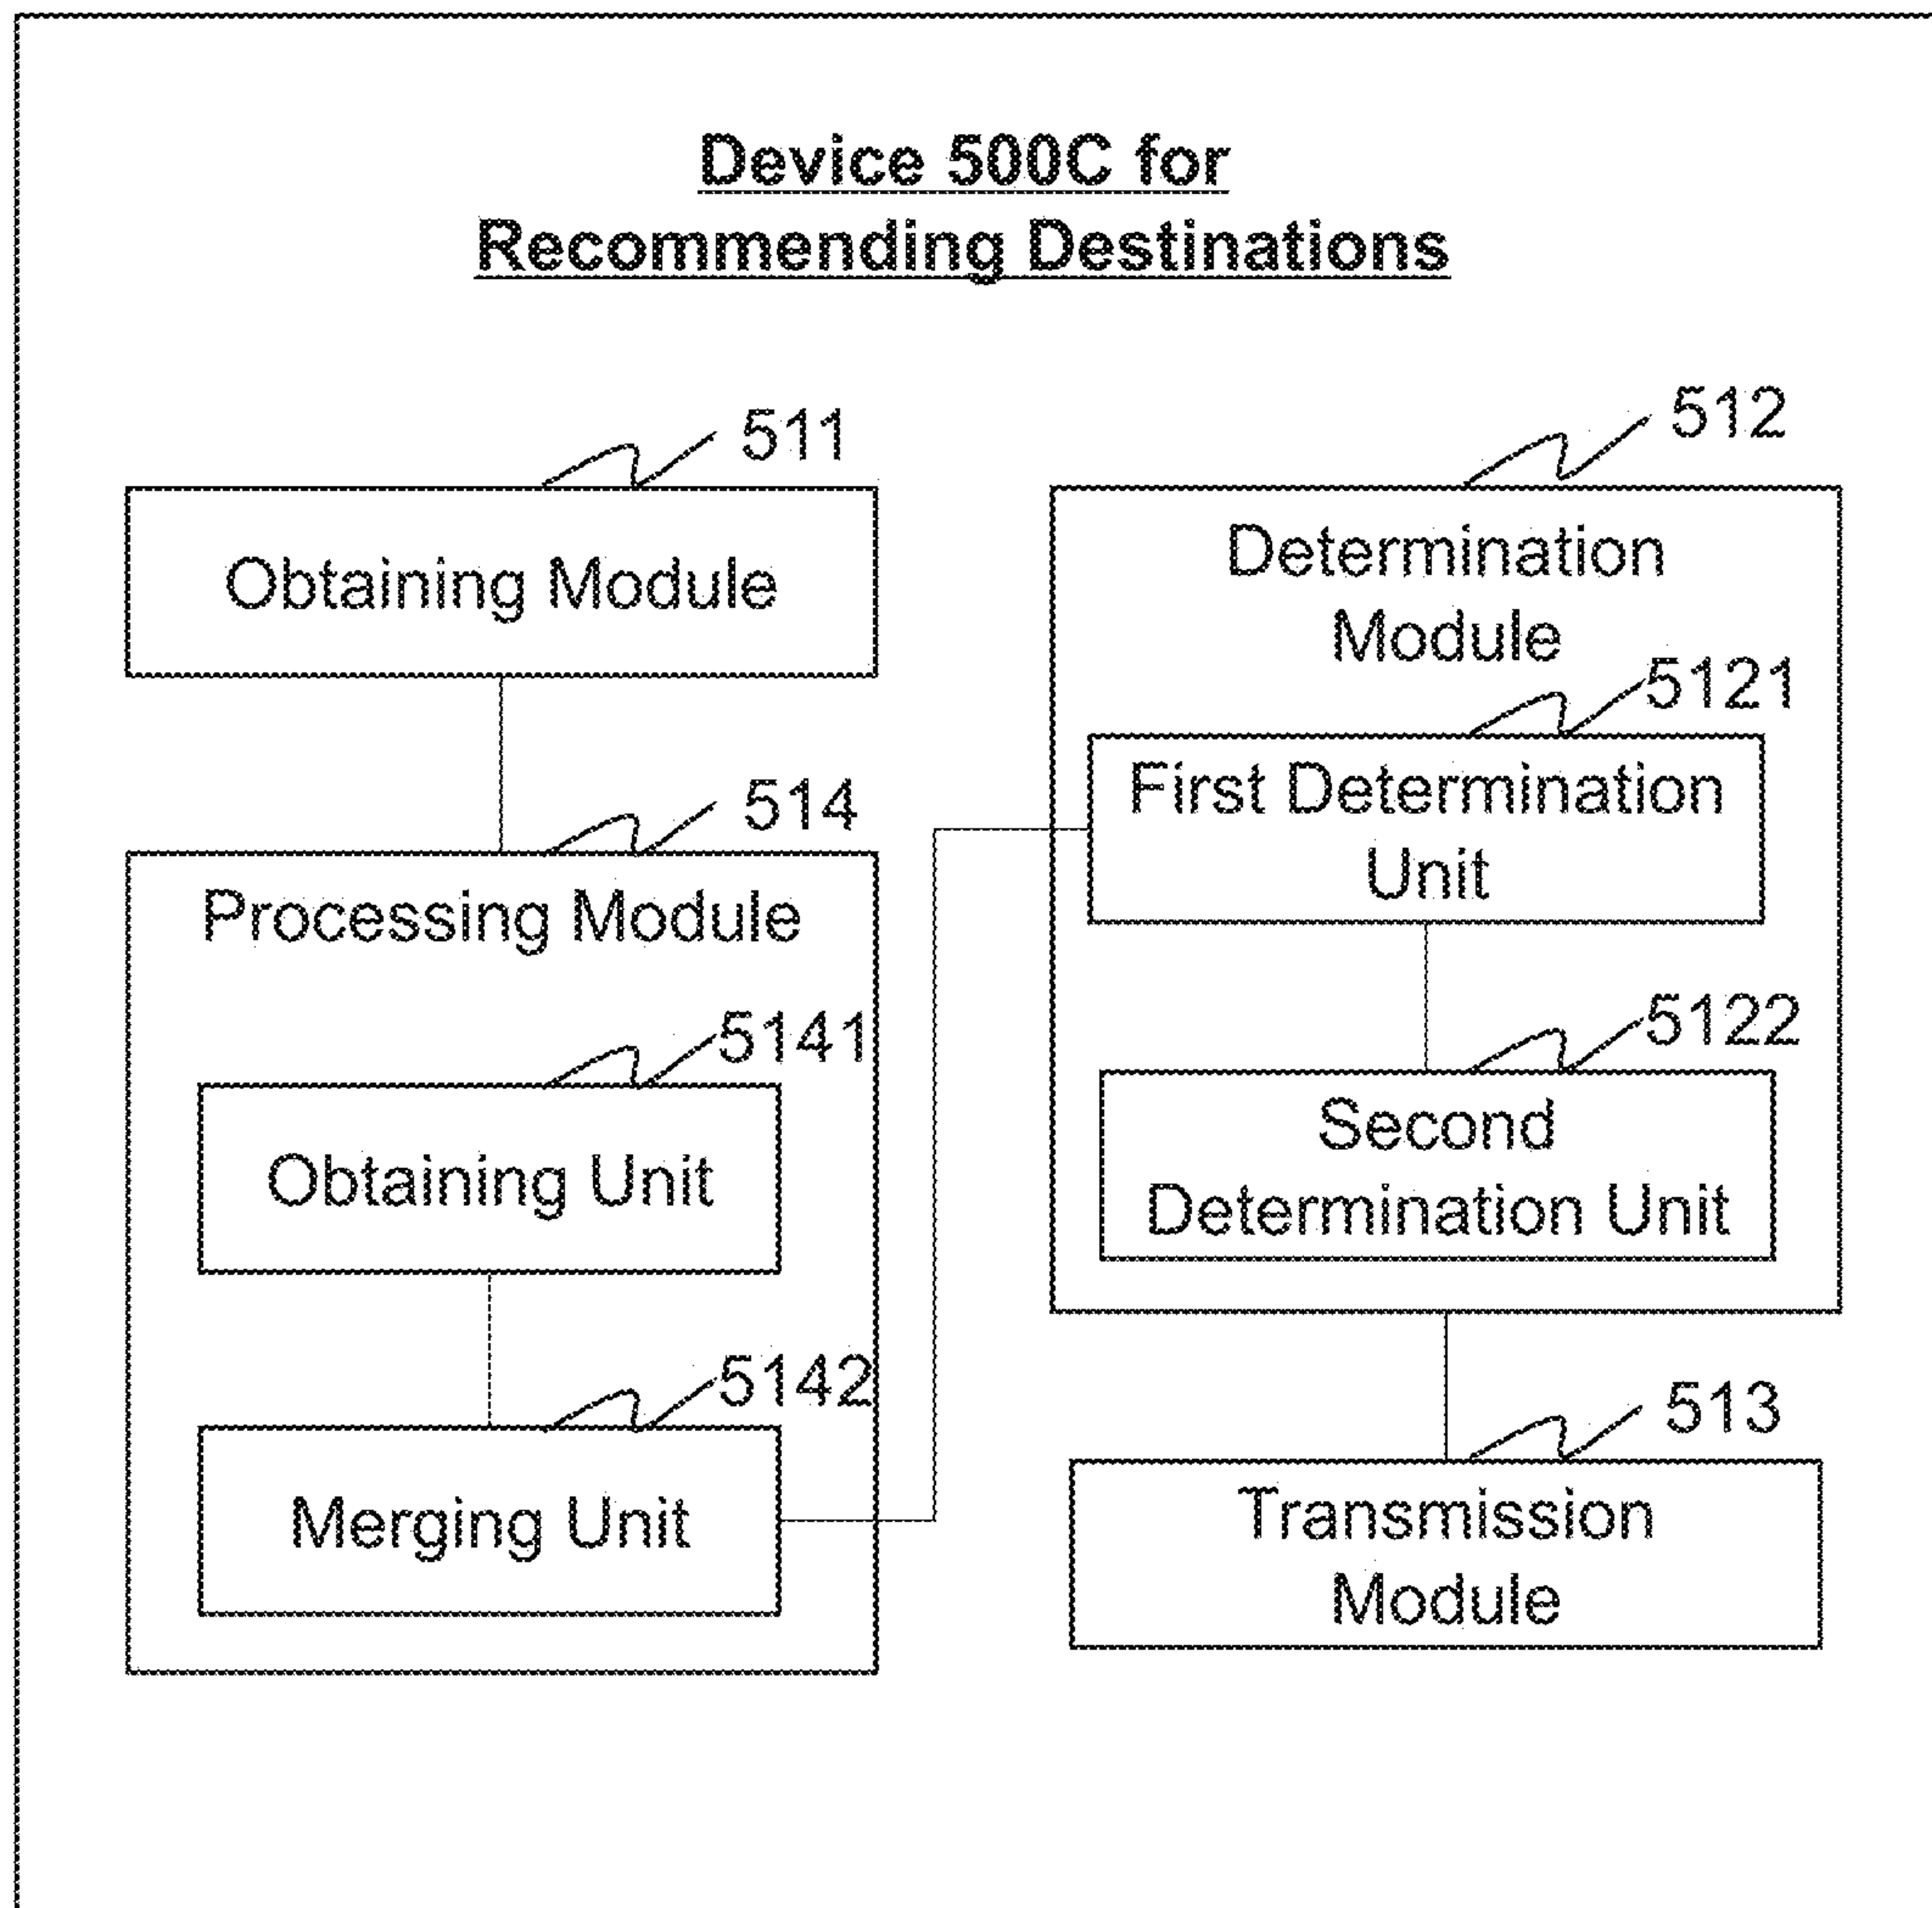 Device 500C for
Recommending Destinations
511
Obtaining Module
514
Processing Module
5141
Obtaining Unit
5142
Merging Unit
512
Determination
Module
5121
First Determination
Unit
5122
Second
Determination Unit
513
Transmission
Module